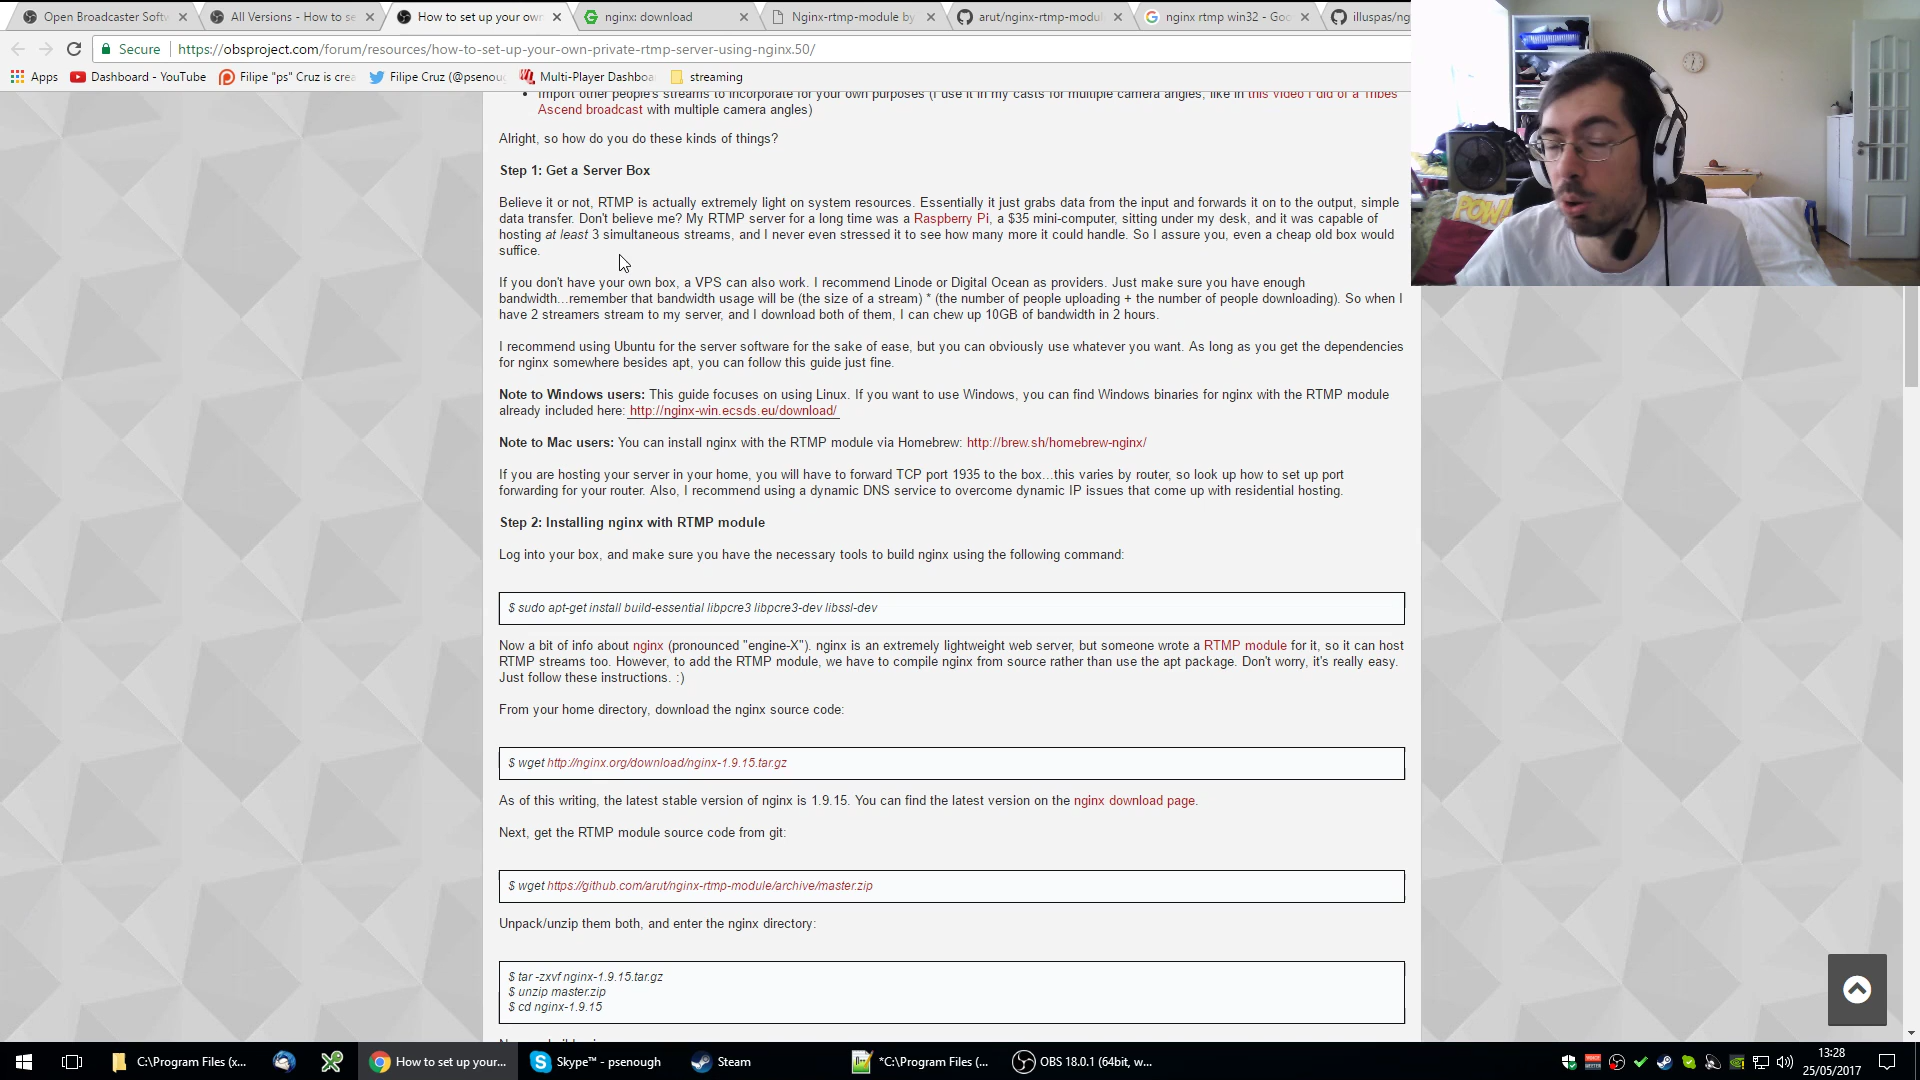 Open Broadcaster Softw
All Versions - How to se
How to set up your own
nginx: download
Nginx-rtmp-module by
arut/nginx-rtmp-modul
nginx rtmp win32 - Goo
illuspas/ng
Secure https://obsproject.com/forum/resources/how-to-set-up-your-own-private-rtmp-server-using-nginx.50/
Apps Dashboard - YouTube Filipe "ps" Cruz is crea Filipe Cruz (@psenoug Multi-Player Dashboa streaming
• Import other people's streams to incorporate for your own purposes (I use it in my casts for multiple camera angles, like in this video I did of a Tribes
Ascend broadcast with multiple camera angles)
Alright, so how do you do these kinds of things?
Step 1: Get a Server Box
Believe it or not, RTMP is actually extremely light on system resources. Essentially it just grabs data from the input and forwards it on to the output, simple
data transfer. Don't believe me? My RTMP server for a long time was a Raspberry Pi, a $35 mini-computer, sitting under my desk, and it was capable of
hosting at least 3 simultaneous streams, and I never even stressed it to see how many more it could handle. So I assure you, even a cheap old box would
suffice.
If you don't have your own box, a VPS can also work. I recommend Linode or Digital Ocean as providers. Just make sure you have enough
bandwidth...remember that bandwidth usage will be (the size of a stream) * (the number of people uploading + the number of people downloading). So when I
have 2 streamers stream to my server, and I download both of them, I can chew up 10GB of bandwidth in 2 hours.
I recommend using Ubuntu for the server software for the sake of ease, but you can obviously use whatever you want. As long as you get the dependencies
for nginx somewhere besides apt, you can follow this guide just fine.
Note to Windows users: This guide focuses on using Linux. If you want to use Windows, you can find Windows binaries for nginx with the RTMP module
already included here: http://nginx-win.ecsds.eu/download/
Note to Mac users: You can install nginx with the RTMP module via Homebrew: http://brew.sh/homebrew-nginx/
If you are hosting your server in your home, you will have to forward TCP port 1935 to the box...this varies by router, so look up how to set up port
forwarding for your router. Also, I recommend using a dynamic DNS service to overcome dynamic IP issues that come up with residential hosting.
Step 2: Installing nginx with RTMP module
Log into your box, and make sure you have the necessary tools to build nginx using the following command:
$ sudo apt-get install build-essential libpcre3 libpcre3-dev libssl-dev
Now a bit of info about nginx (pronounced "engine-X"). nginx is an extremely lightweight web server, but someone wrote a RTMP module for it, so it can host
RTMP streams too. However, to add the RTMP module, we have to compile nginx from source rather than use the apt package. Don't worry, it's really easy.
Just follow these instructions. :)
From your home directory, download the nginx source code:
$ wget http://nginx.org/download/nginx-1.9.15.tar.gz
As of this writing, the latest stable version of nginx is 1.9.15. You can find the latest version on the nginx download page.
Next, get the RTMP module source code from git:
$ wget https://github.com/arut/nginx-rtmp-module/archive/master.zip
Unpack/unzip them both, and enter the nginx directory:
$ tar -zxvf nginx-1.9.15.tar.gz
$ unzip master.zip
$ cd nginx-1.9.15
C:\Program Files (x...
How to set up your...
Skype™ - psenough
Steam
*C:\Program Files (...
OBS 18.0.1 (64bit, w...
13:28
25/05/2017